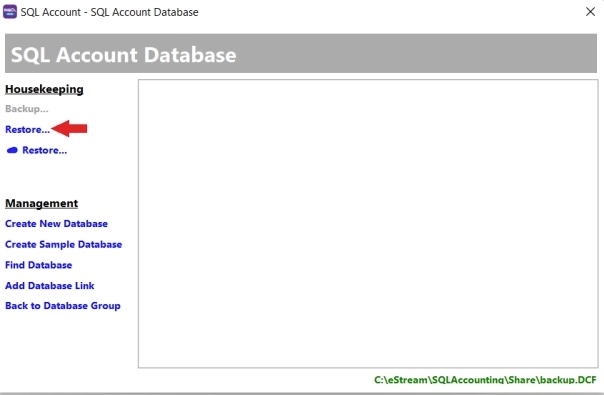 SQL Account - SQL Account Database
SQL Account Database
Housekeeping
Backup...
Restore...
Restore...
Management
Create New Database
Create Sample Database
Find Database
Add Database Link
Back to Database Group
C:\eStream\SQLAccounting\Share\backup.DCF